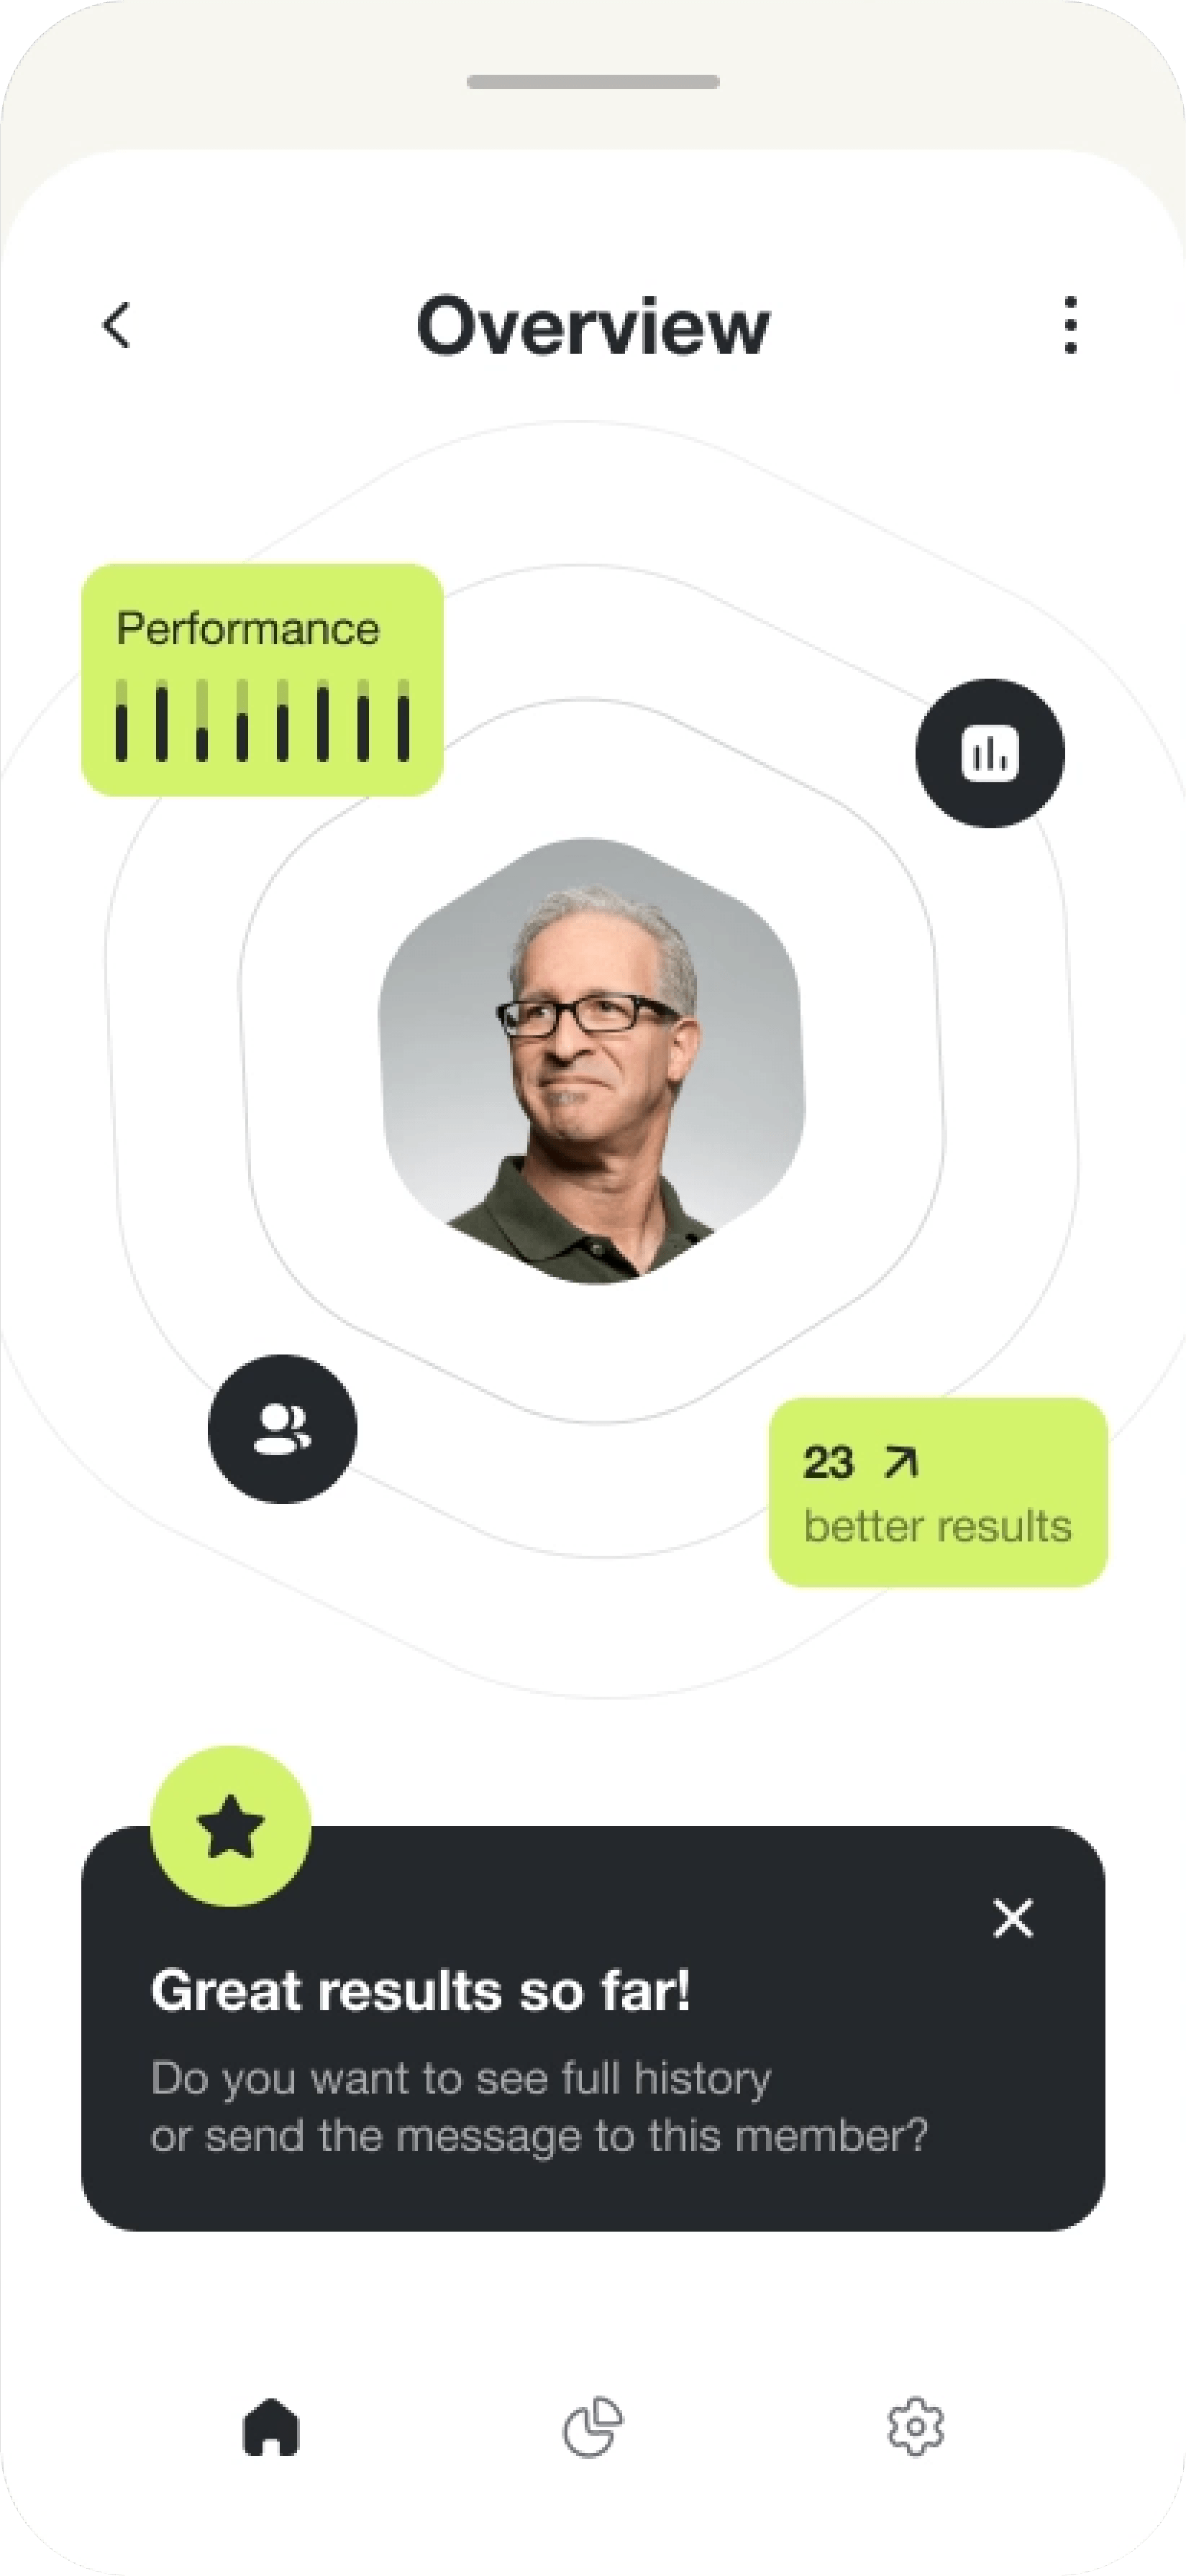 Overview
Performance
23
better results
Great results so far!
Do you want to see full history
or send the message to this member?